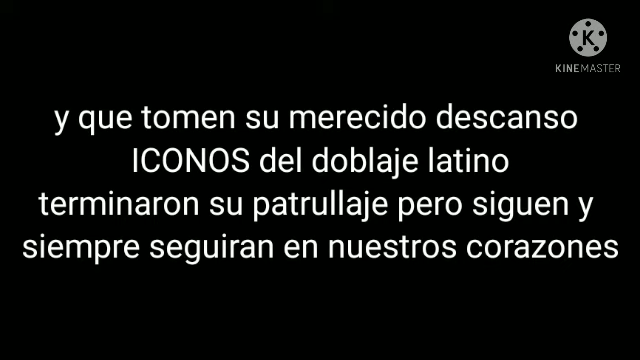 K
KINEMASTER
y que tomen su merecido descanso
ICONOS del doblaje latino
terminaron su patrullaje pero siguen y
siempre seguiran en nuestros corazones